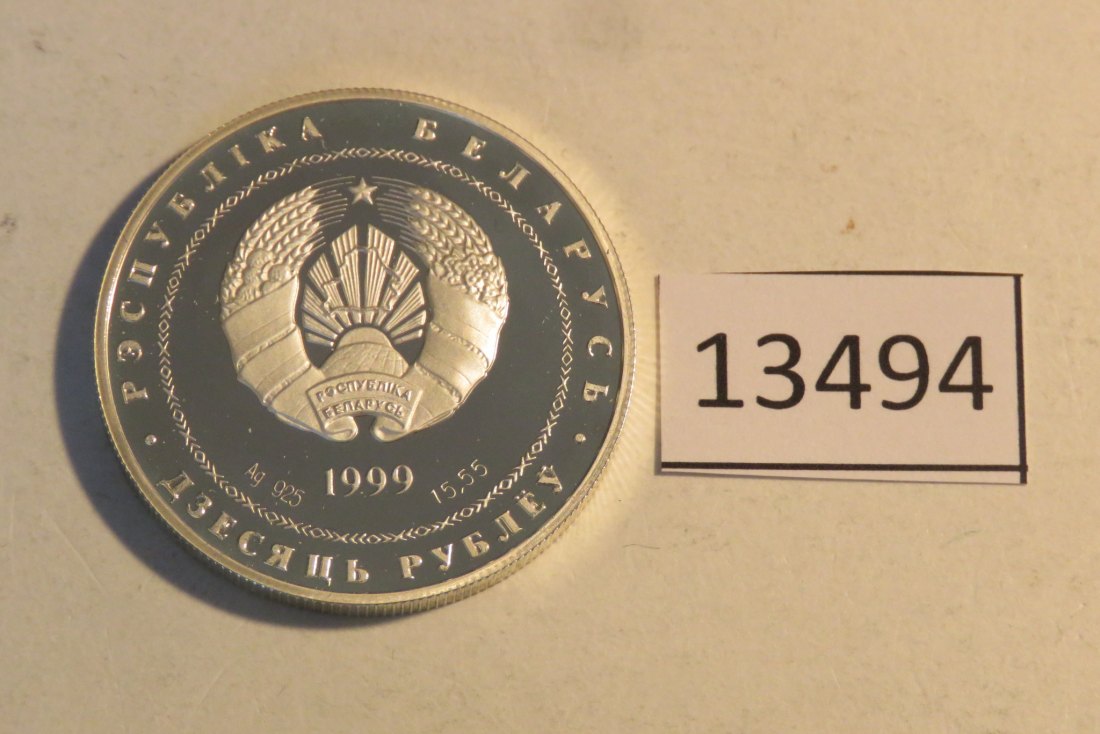 РЭСПУБЛІКА БЕЛАРУСЬ
РЭСПУБЛІКА
БЕЛАРУСЬ
Ag 925
1999
15,55
· ДЗЕСЯЦЬ РУБЛЁЎ ·
13494